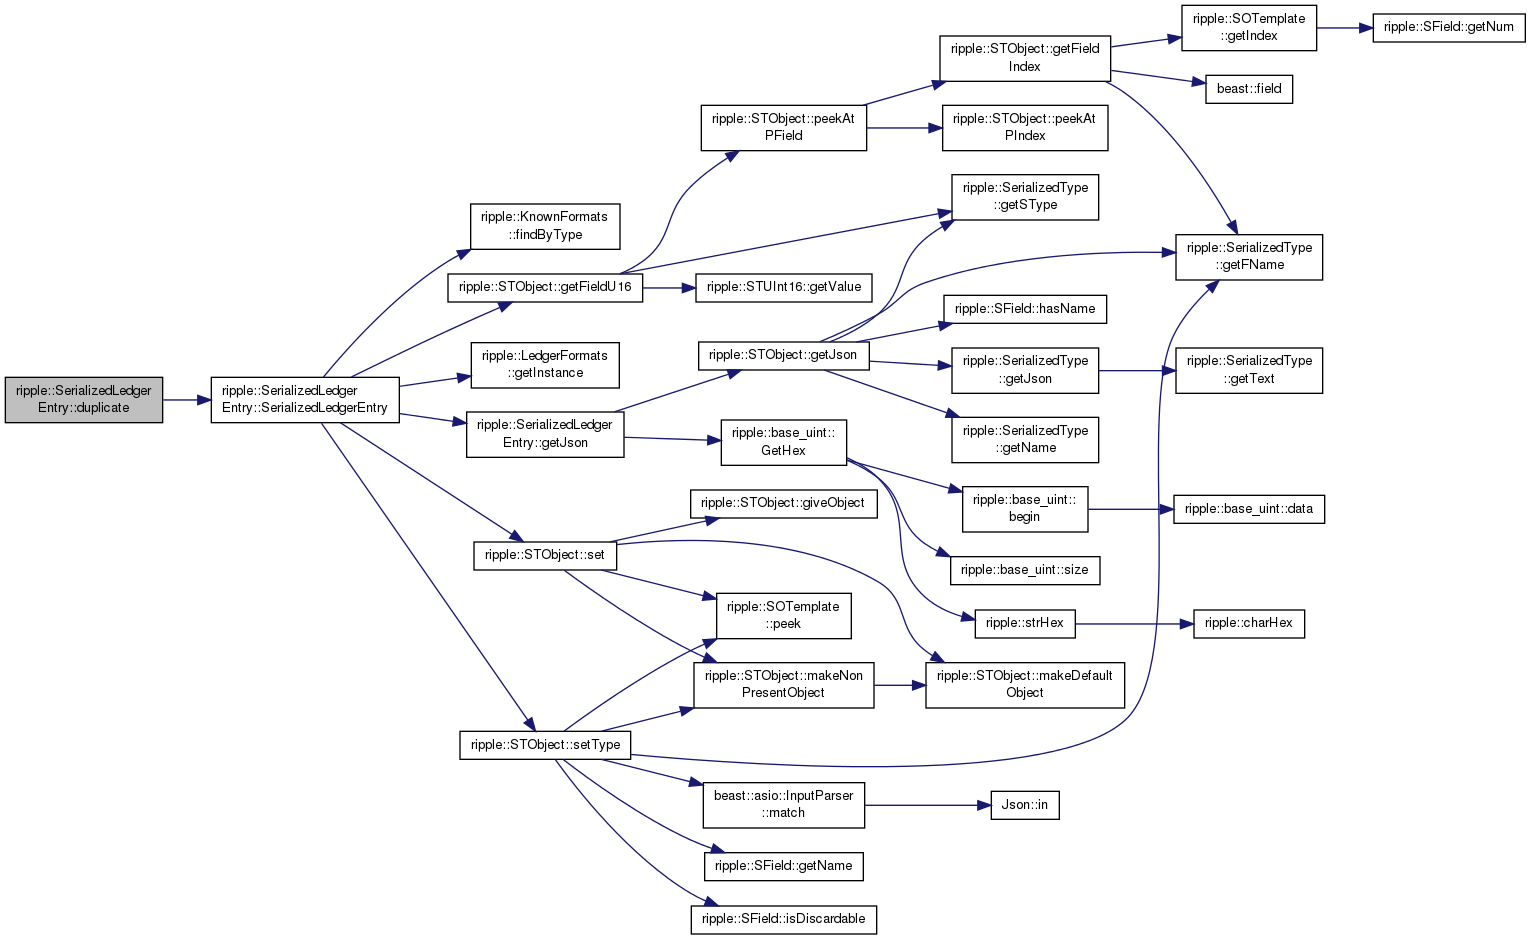 ripple::SOTemplate
::getIndex
ripple::SField::getNum
ripple::STObject::getField
Index
beast::field
ripple::STObject::peekAt
PField
ripple::STObject::peekAt
PIndex
ripple::SerializedType
::getSType
ripple::KnownFormats
::findByType
ripple::SerializedType
::getFName
ripple::STObject::getFieldU16
ripple::STUInt16::getValue
ripple::SField::hasName
ripple::LedgerFormats
::getInstance
ripple::STObject::getJson
ripple::SerializedType
::getJson
ripple::SerializedType
::getText
ripple::SerializedLedger
Entry::duplicate
ripple::SerializedLedger
Entry::SerializedLedgerEntry
ripple::SerializedLedger
Entry::getJson
ripple::base_uint::
GetHex
ripple::SerializedType
::getName
ripple::STObject::giveObject
ripple::base_uint::
begin
ripple::base_uint::data
ripple::STObject::set
ripple::base_uint::size
ripple::SOTemplate
::peek
ripple::strHex
ripple::charHex
ripple::STObject::makeNon
PresentObject
ripple::STObject::makeDefault
Object
ripple::STObject::setType
beast::asio::InputParser
::match
Json::in
ripple::SField::getName
ripple::SField::isDiscardable